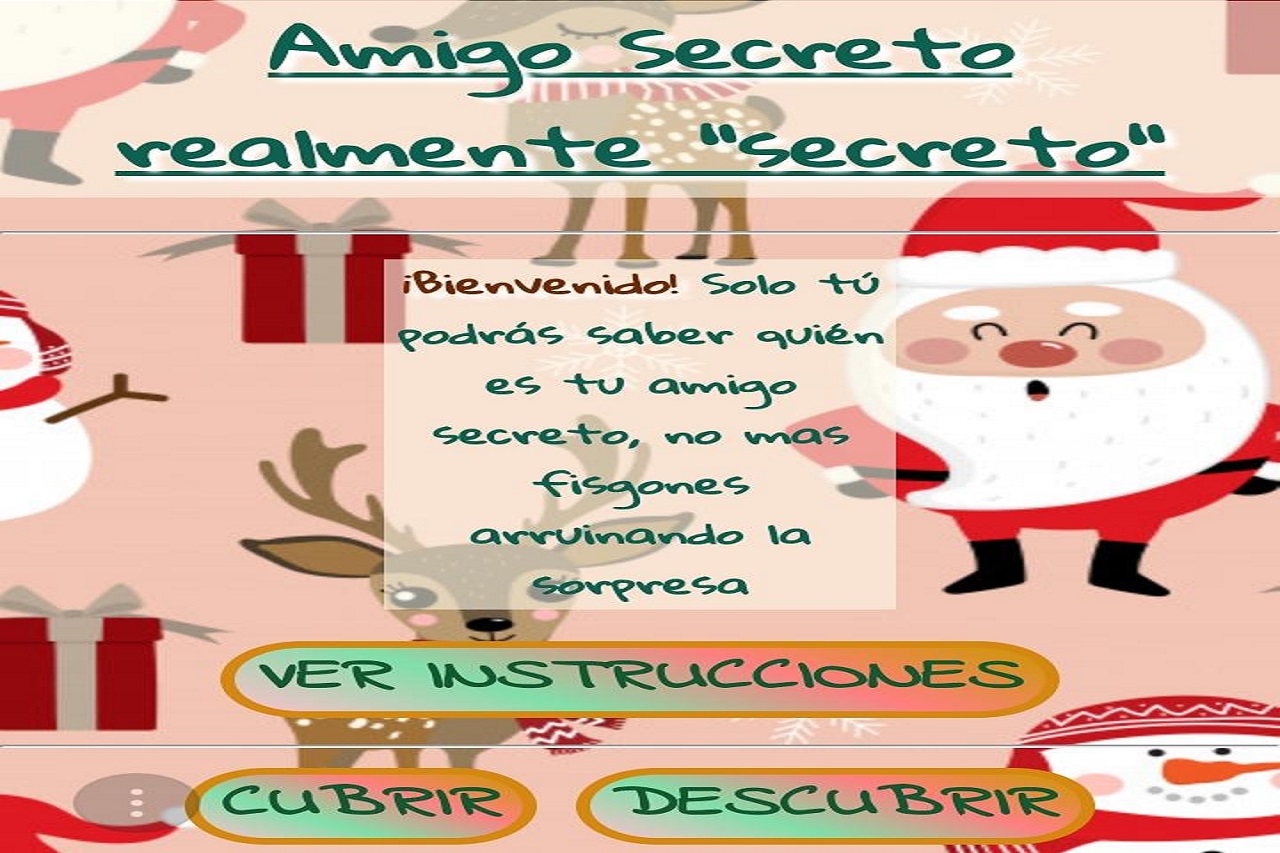 Amigo Secreto
realmente "secreto"
¡Bienvenido! Solo tú
podrás saber quién
es tu amigo
secreto, no mas
fisgones
arruinando la
sorpresa
VER INSTRUCCIONES
CUBRIR DESCUBRIR